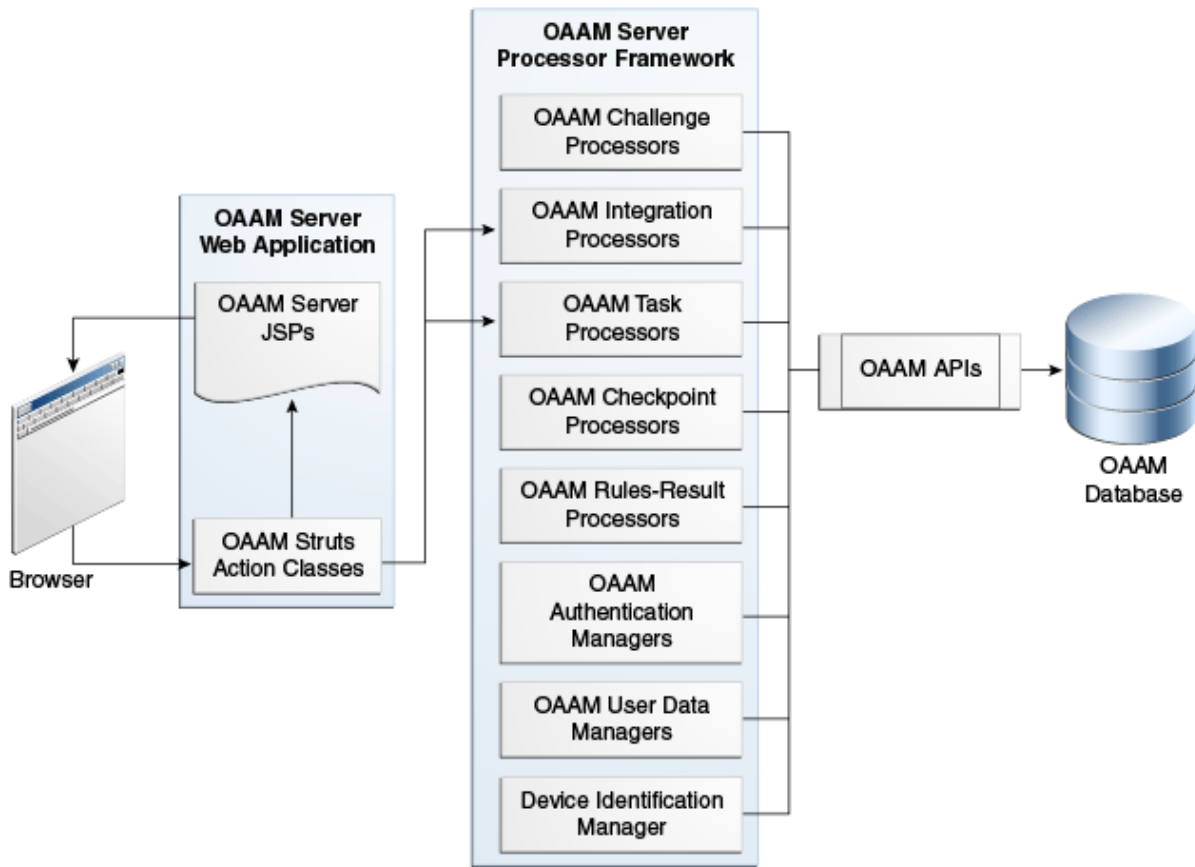 OAAM Server
Processor Framework
OAAM Challenge
Processors
OAAM Integration
Processors
OAAM Task
Processors
OAAM Checkpoint
Processors
OAAM Rules-Result
Processors
OAAM
Authentication
Managers
OAAM User Data
Managers
Device Identification
Manager
OAAM Server
Web Application
OAAM Server
JSPs
OAAM Struts
Action Classes
Browser
OAAM APIs
OAAM
Database